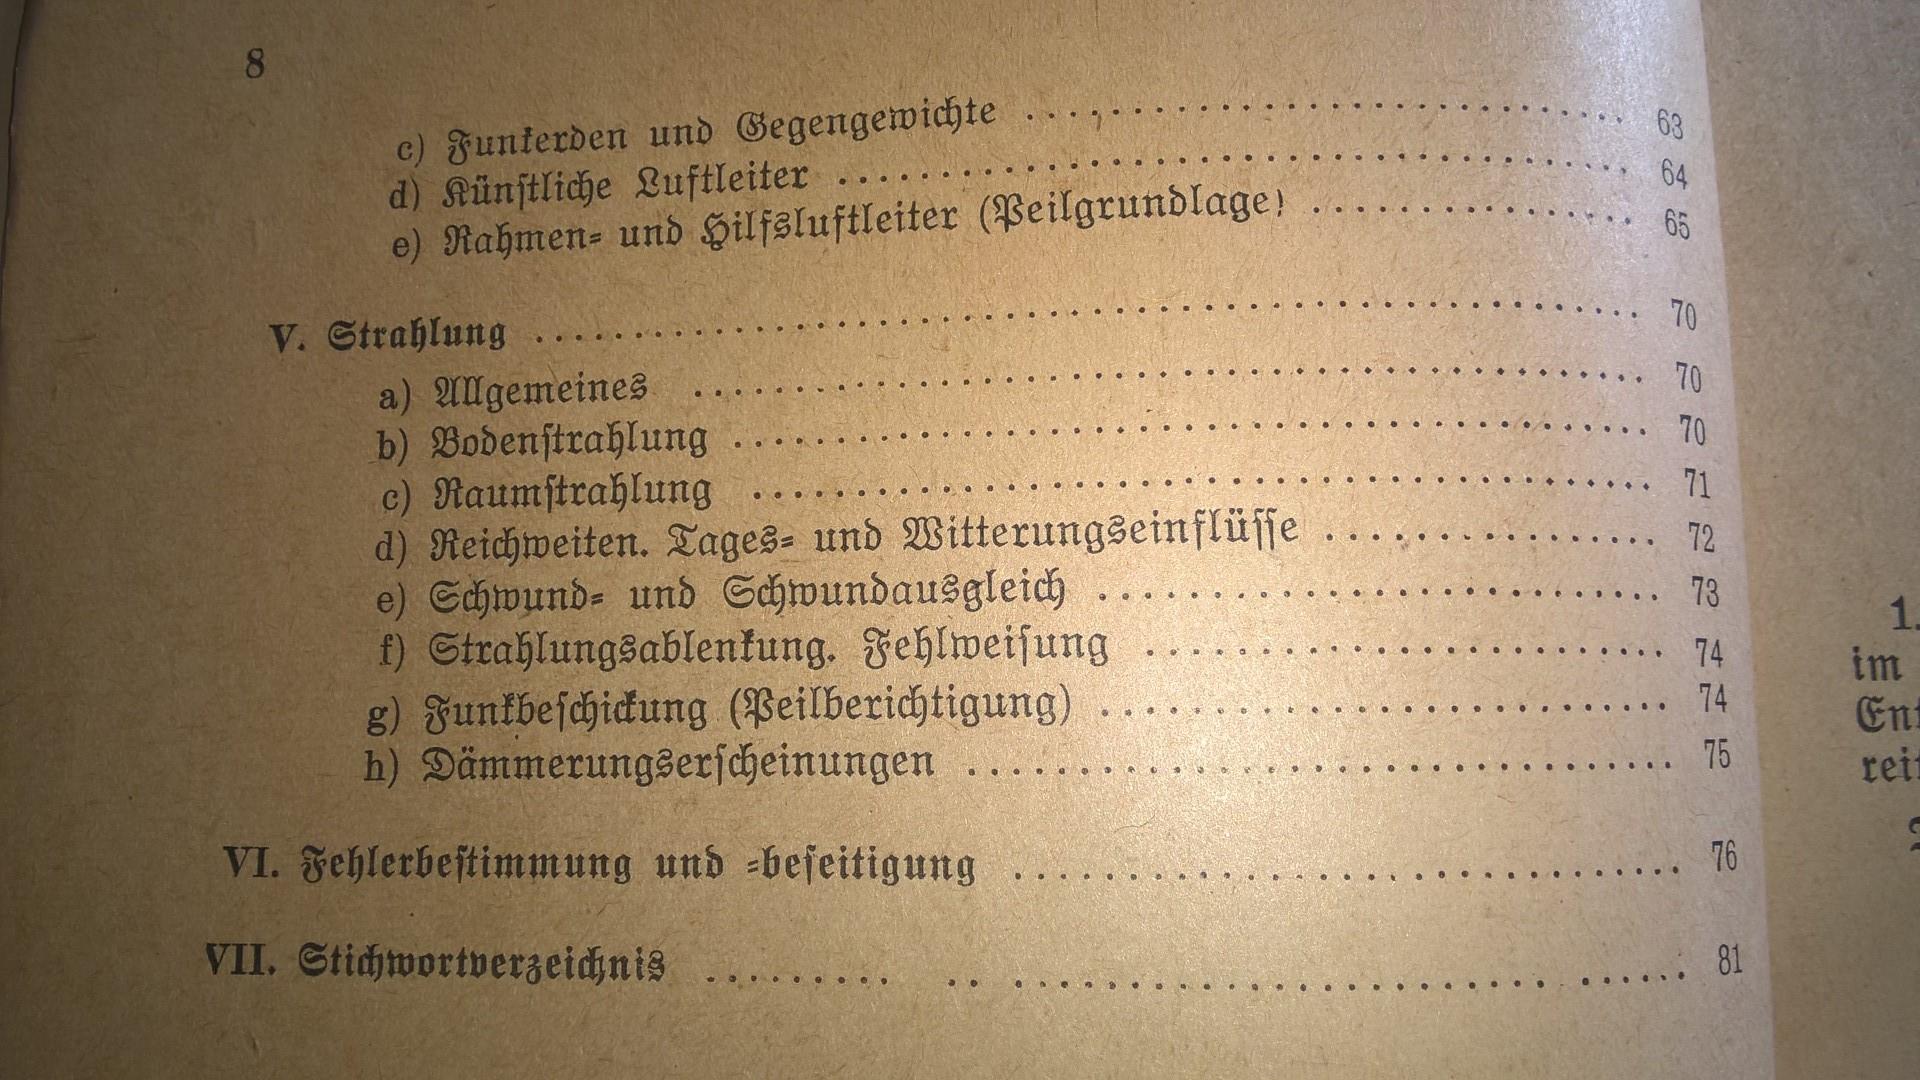 8
c) Funkerden und Gegengewichte ........................................ 63
d) Künstliche Luftleiter ........................................ 64
e) Rahmen- und Hilfsluftleiter (Peilgrundlage) .................... 65
V. Strahlung ........................................ 70
a) Allgemeines ........................................ 70
b) Bodenstrahlung ........................................ 70
c) Raumstrahlung ........................................ 71
d) Reichweiten. Tages- und Witterungseinflüsse .................... 72
e) Schwund- und Schwundausgleich .............................. 73
f) Strahlungsablenkung. Fehlweisung .............................. 74
g) Funkbeschickung (Peilberichtigung) .............................. 74
h) Dämmerungserscheinungen .............................. 75
VI. Fehlerbestimmung und -beseitigung .............................. 76
VII. Stichwortverzeichnis ......... .. .............................. 81
1.
im